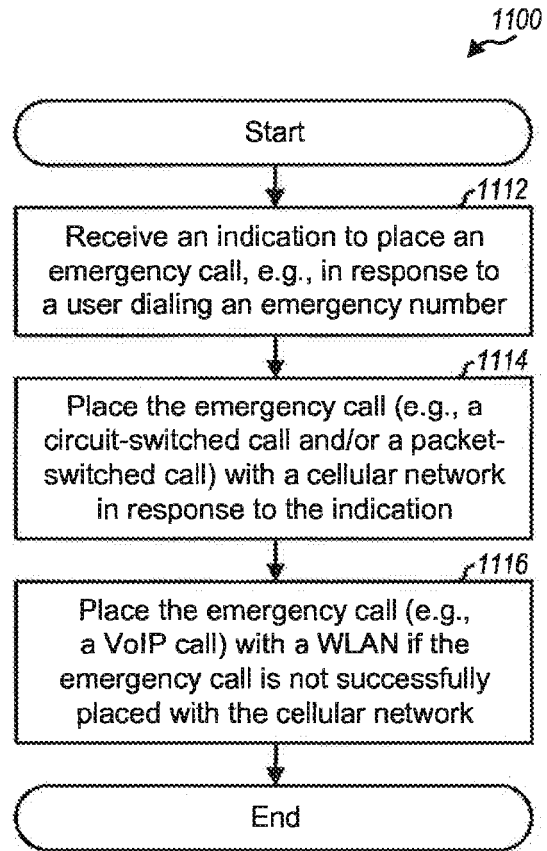 1100
Start
1112
Receive an indication to place an
emergency call, e.g., in response to
a user dialing an emergency number
1114
Place the emergency call (e.g., a
circuit-switched call and/or a packet-
switched call) with a cellular network
in response to the indication
1116
Place the emergency call (e.g.,
a VoIP call) with a WLAN if the
emergency call is not successfully
placed with the cellular network
End